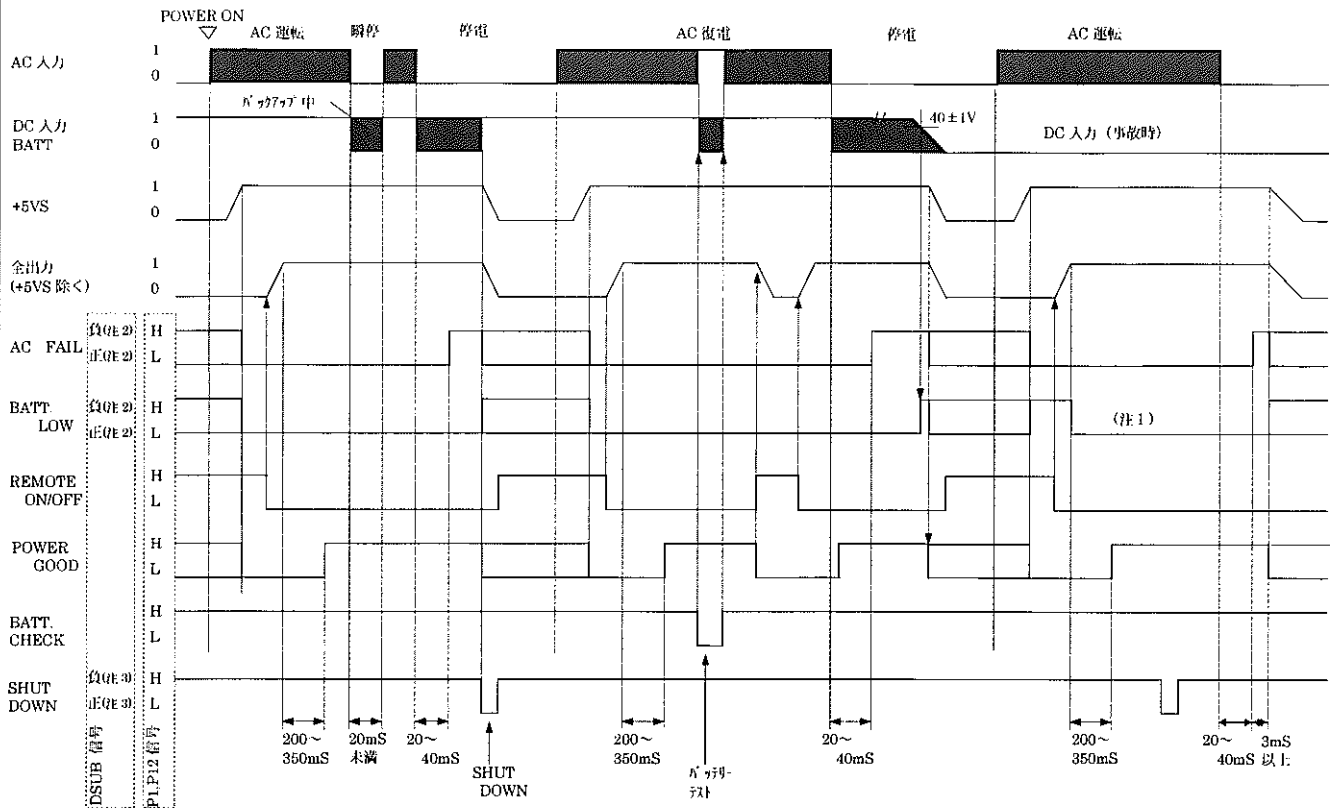 POWER ON
AC 運転 瞬停 停電 AC 復電 停電 AC 運転
AC 入力 1
0
バックアップ中
DC 入力 1
BATT 0
40±1V
DC 入力（事故時）
+5VS 1
0
全出力 1
(+5VS 除く) 0
AC FAIL 負(注2) H
正(注2) L
BATT. 負(注2) H
LOW 正(注2) L
(注1)
REMOTE H
ON/OFF L
POWER H
GOOD L
BATT. H
CHECK L
SHUT 負(注3) H
DOWN 正(注3) L
200～ 20mS 20～ 200～ 20～ 200～ 20～ 3mS
350mS 未満 40mS 350mS 40mS 350mS 40mS 以上
SHUT
DOWN
バッテリー
テスト
DSUB 信号
P1,P12 信号